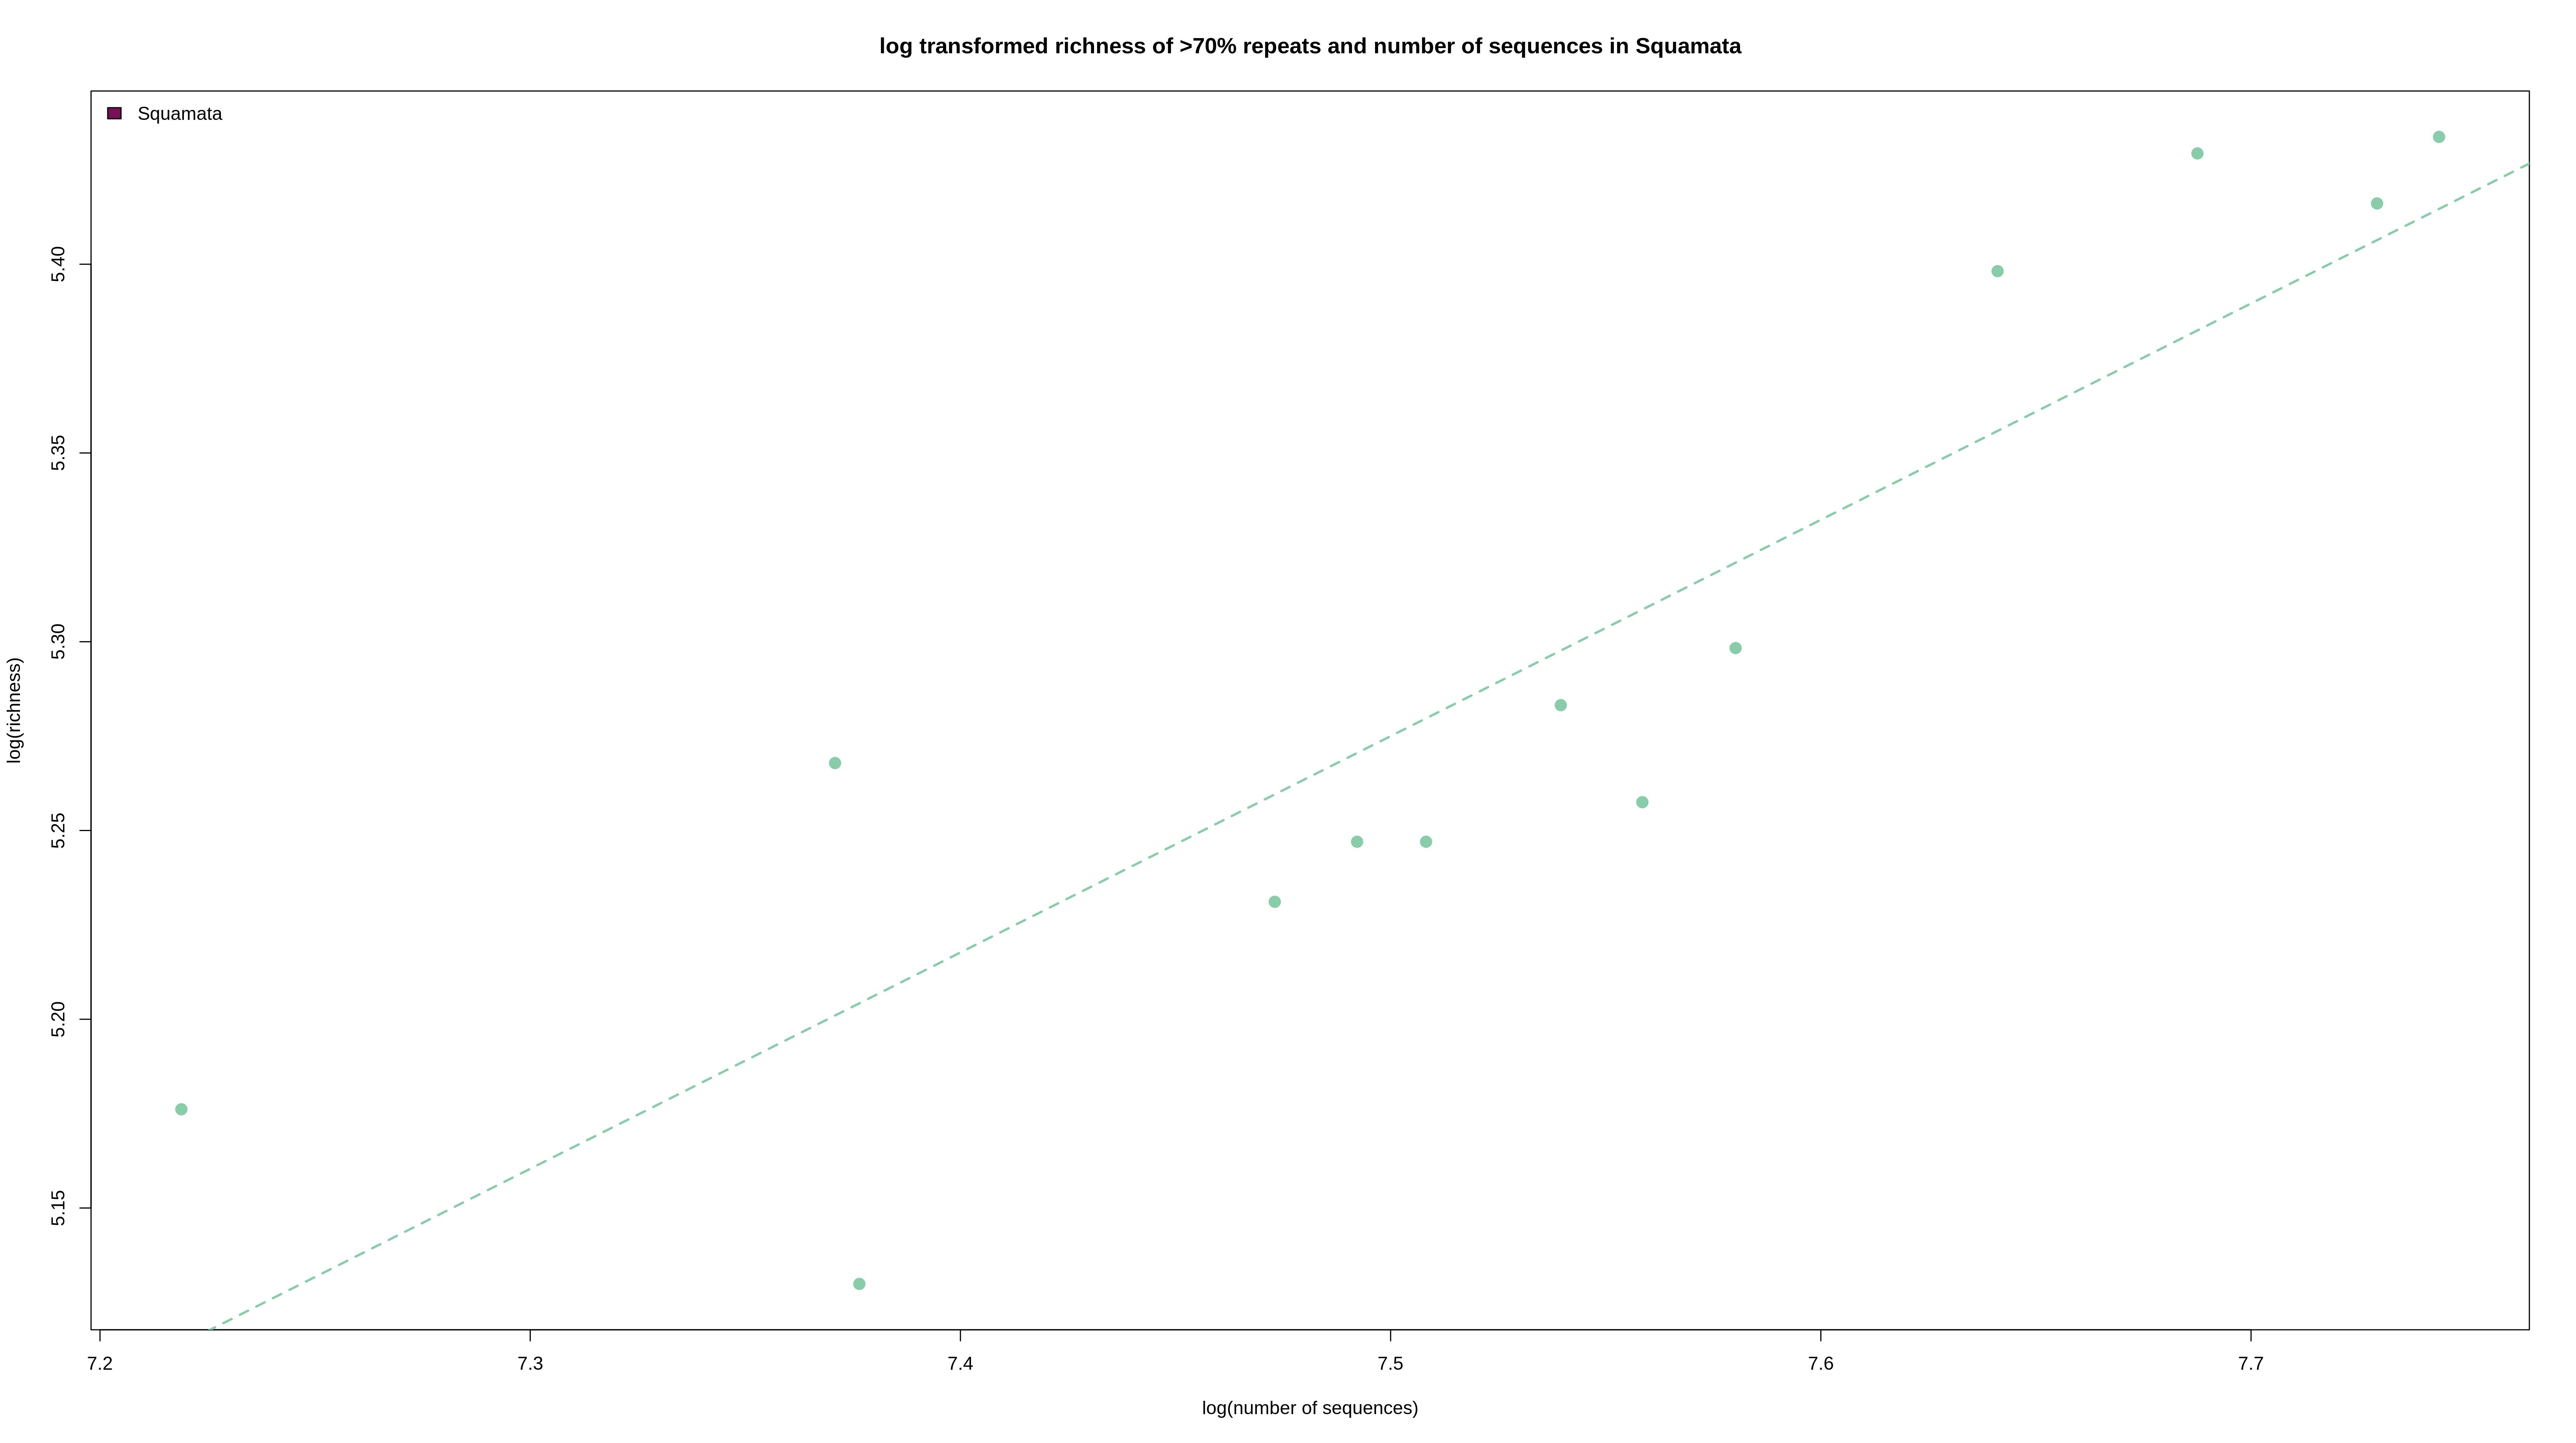 log transformed richness of >70% repeats and number of sequences in Squamata
Squamata
5.40
5.35
5.30
5.25
5.20
5.15
log(richness)
7.2 7.3 7.4 7.5 7.6 7.7
log(number of sequences)